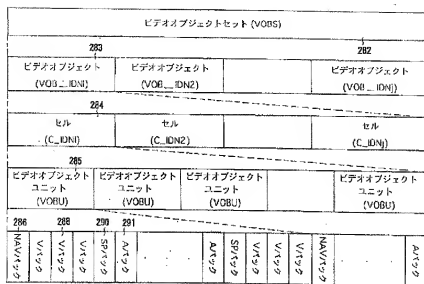 ビデオオブジェクトセット (VOBS)
283
282
ビデオオブジェクト
(VOB_IDN1)
ビデオオブジェクト
(VOB_IDN2)
ビデオオブジェクト
(VOB_IDNj)
284
セル
(C_IDN1)
セル
(C_IDN2)
セル
(C_IDNj)
285
ビデオオブジェクト
ユニット
(VOBU)
ビデオオブジェクト
ユニット
(VOBU)
ビデオオブジェクト
ユニット
(VOBU)
ビデオオブジェクト
ユニット
(VOBU)
286
288
290
291
NAVパック
Vパック
Vパック
Vパック
SPパック
Aパック
Aパック
SPパック
Vパック
Vパック
Vパック
NAVパック
Aパック